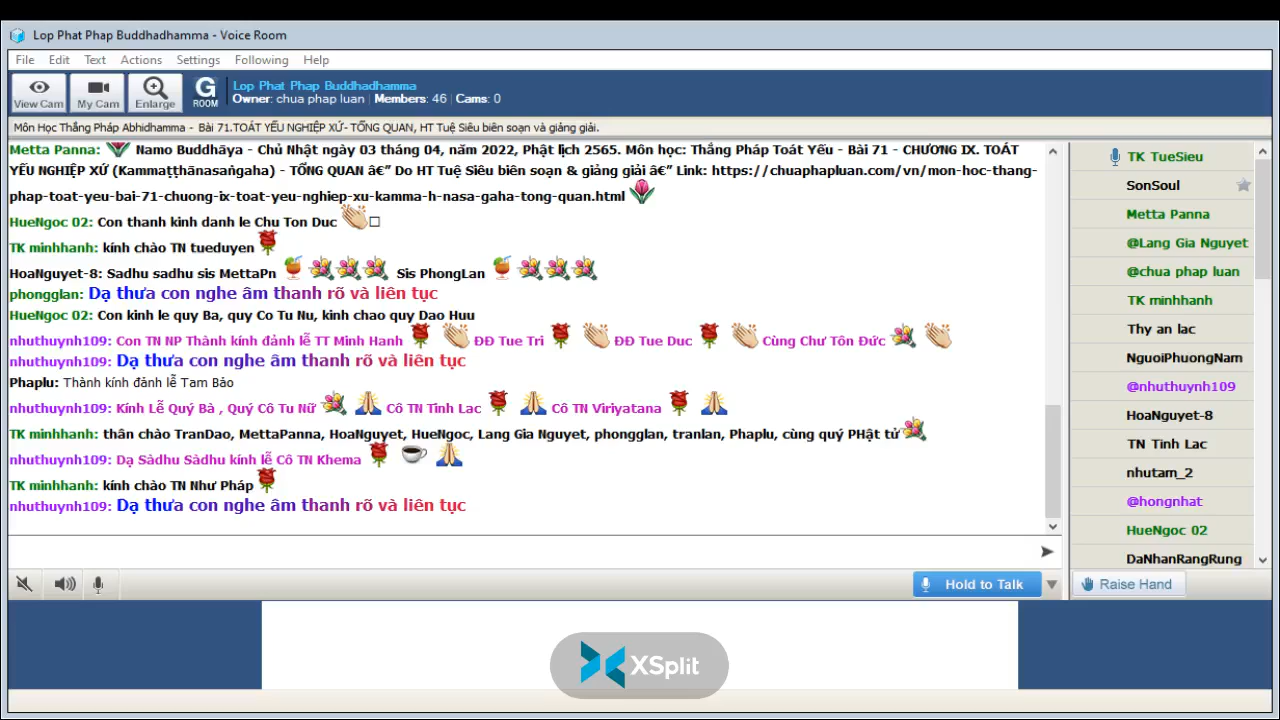 Lop Phat Phap Buddhadhamma - Voice Room
File Edit Text Actions Settings Following Help
View Cam My Cam Enlarge G ROOM
Lop Phat Phap Buddhadhamma
Owner: chua phap luan | Members: 46 | Cams: 0
Môn Học Thắng Pháp Abhidhamma - Bài 71.TOÁT YẾU NGHIỆP XỨ- TỔNG QUAN, HT Tuệ Siêu biên soạn và giảng giải.
Metta Panna: Namo Buddhāya - Chủ Nhật ngày 03 tháng 04, năm 2022, Phật lịch 2565. Môn học: Thắng Pháp Toát Yếu - Bài 71 - CHƯƠNG IX. TOÁT
YẾU NGHIỆP XỨ (Kammaṭṭhānasaṅgaha) - TỔNG QUAN â€” Do HT Tuệ Siêu biên soạn & giảng giải â€” Link: https://chuaphapluan.com/vn/mon-hoc-thang-
phap-toat-yeu-bai-71-chuong-ix-toat-yeu-nghiep-xu-kamma-h-nasa-gaha-tong-quan.html
HueNgoc 02: Con thanh kinh danh le Chu Ton Duc
TK minhhanh: kính chào TN tueduyen
HoaNguyet-8: Sadhu sadhu sis MettaPn Sis PhongLan
phongglan: Dạ thưa con nghe âm thanh rõ và liên tục
HueNgoc 02: Con kinh le quy Ba, quy Co Tu Nu, kinh chao quy Dao Huu
nhuthuynh109: Con TN NP Thành kính đảnh lễ TT Minh Hanh ĐĐ Tue Tri ĐĐ Tue Duc Cùng Chư Tôn Đức
nhuthuynh109: Dạ thưa con nghe âm thanh rõ và liên tục
Phaplu: Thành kính đảnh lễ Tam Bảo
nhuthuynh109: Kính Lễ Quý Bà , Quý Cô Tu Nữ Cô TN Tinh Lac Cô TN Viriyatana
TK minhhanh: thân chào TranDao, MettaPanna, HoaNguyet, HueNgoc, Lang Gia Nguyet, phongglan, tranlan, Phaplu, cùng quý PHật tử
nhuthuynh109: Dạ Sàdhu Sàdhu kính lễ Cô TN Khema
TK minhhanh: kính chào TN Như Pháp
nhuthuynh109: Dạ thưa con nghe âm thanh rõ và liên tục
TK TueSieu
SonSoul
Metta Panna
@Lang Gia Nguyet
@chua phap luan
TK minhhanh
Thy an lac
NguoiPhuongNam
@nhuthuynh109
HoaNguyet-8
TN Tinh Lac
nhutam_2
@hongnhat
HueNgoc 02
DaNhanRangRung
Hold to Talk
Raise Hand
XSplit